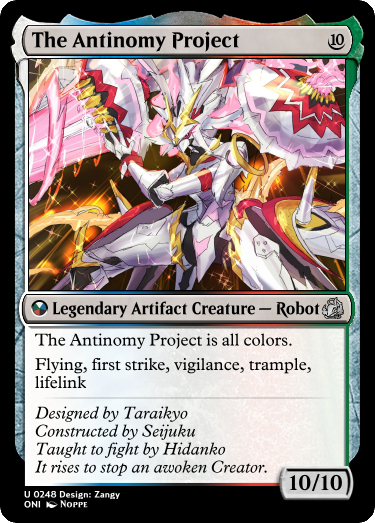 The Antinomy Project 10
Legendary Artifact Creature — Robot
The Antinomy Project is all colors.
Flying, first strike, vigilance, trample,
lifelink
Designed by Taraikyo
Constructed by Seijuku
Taught to fight by Hidanko
It rises to stop an awoken Creator.
10/10
U 0248 Design: Zangy
ONI Noppe